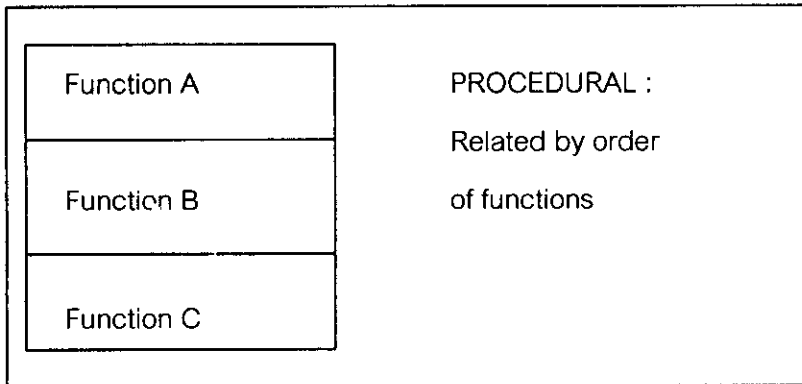 Function A
Function B
Function C
PROCEDURAL :
Related by order
of functions